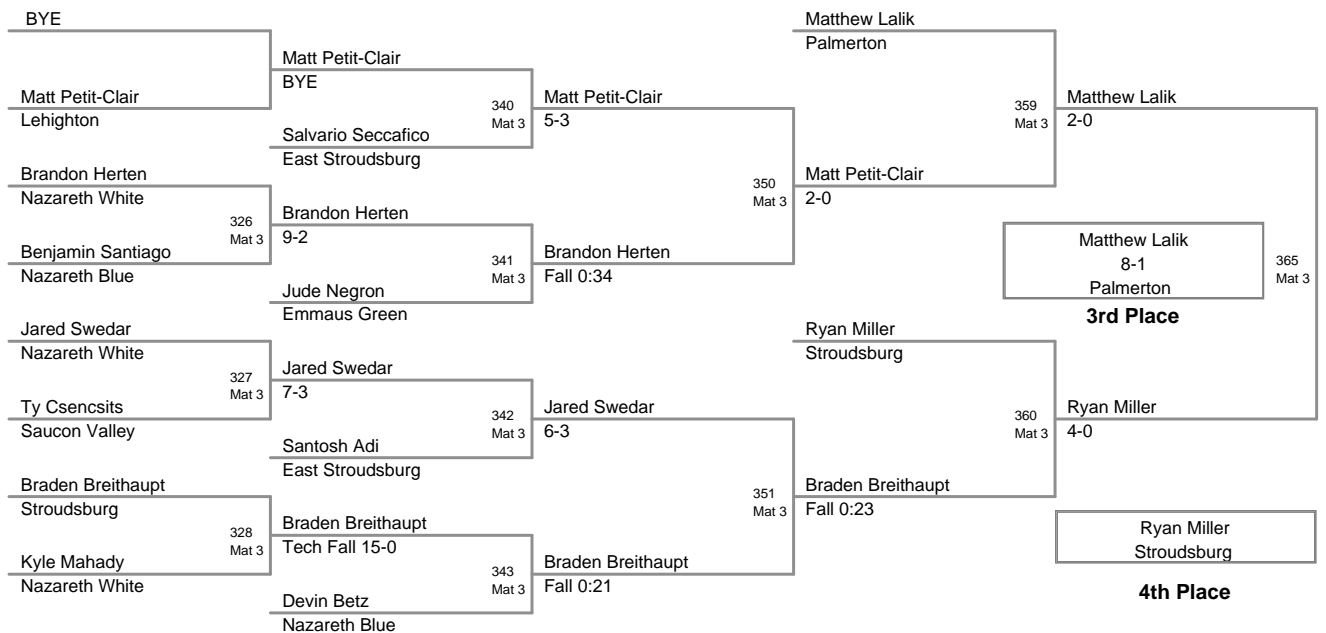 BYE
Matt Petit-Clair
Lehighton
Brandon Herten
Nazareth White
326
Mat 3
Benjamin Santiago
Nazareth Blue
Jared Swedar
Nazareth White
327
Mat 3
Ty Csencsits
Saucon Valley
Braden Breithaupt
Stroudsburg
328
Mat 3
Kyle Mahady
Nazareth White
Matt Petit-Clair
BYE
340
Mat 3
Salvario Seccafico
East Stroudsburg
Brandon Herten
9-2
341
Mat 3
Jude Negron
Emmaus Green
Jared Swedar
7-3
342
Mat 3
Santosh Adi
East Stroudsburg
Braden Breithaupt
Tech Fall 15-0
343
Mat 3
Devin Betz
Nazareth Blue
Matt Petit-Clair
5-3
350
Mat 3
Brandon Herten
Fall 0:34
Jared Swedar
6-3
351
Mat 3
Braden Breithaupt
Fall 0:21
Matthew Lalik
Palmerton
359
Mat 3
Matt Petit-Clair
2-0
Ryan Miller
Stroudsburg
360
Mat 3
Braden Breithaupt
Fall 0:23
Matthew Lalik
2-0
Matthew Lalik
8-1
Palmerton
3rd Place
365
Mat 3
Ryan Miller
4-0
Ryan Miller
Stroudsburg
4th Place